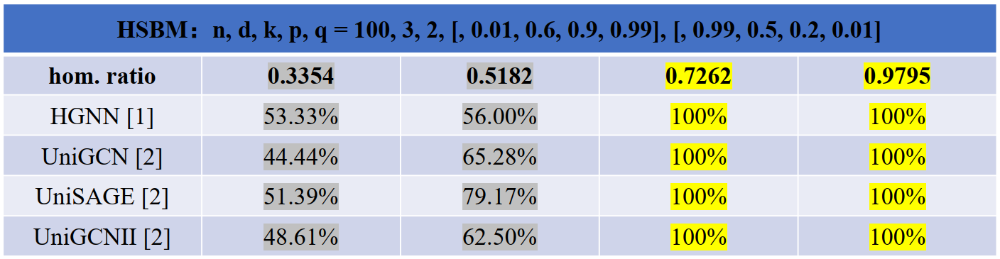 HSBM：n, d, k, p, q = 100, 3, 2, [, 0.01, 0.6, 0.9, 0.99], [, 0.99, 0.5, 0.2, 0.01]
hom. ratio 0.3354 0.5182 0.7262 0.9795
HGNN [1] 53.33% 56.00% 100% 100%
UniGCN [2] 44.44% 65.28% 100% 100%
UniSAGE [2] 51.39% 79.17% 100% 100%
UniGCNII [2] 48.61% 62.50% 100% 100%